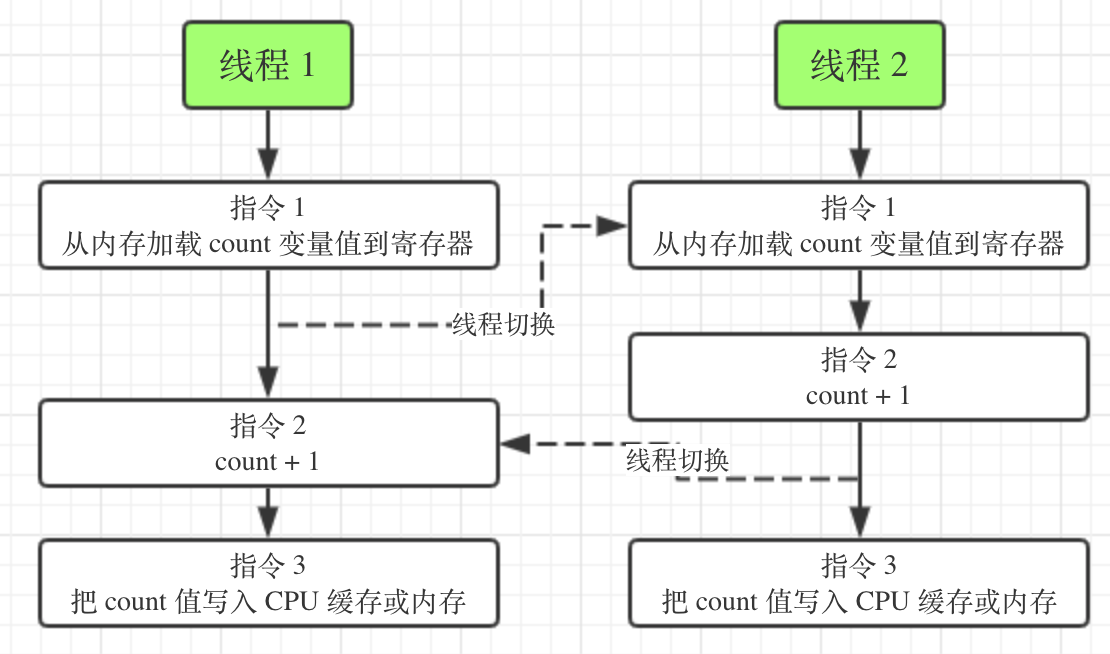 线程 1
指令 1
从内存加载 count 变量值到寄存器
线程切换
指令 2
count + 1
指令 3
把 count 值写入 CPU 缓存或内存
线程 2
指令 1
从内存加载 count 变量值到寄存器
指令 2
count + 1
线程切换
指令 3
把 count 值写入 CPU 缓存或内存